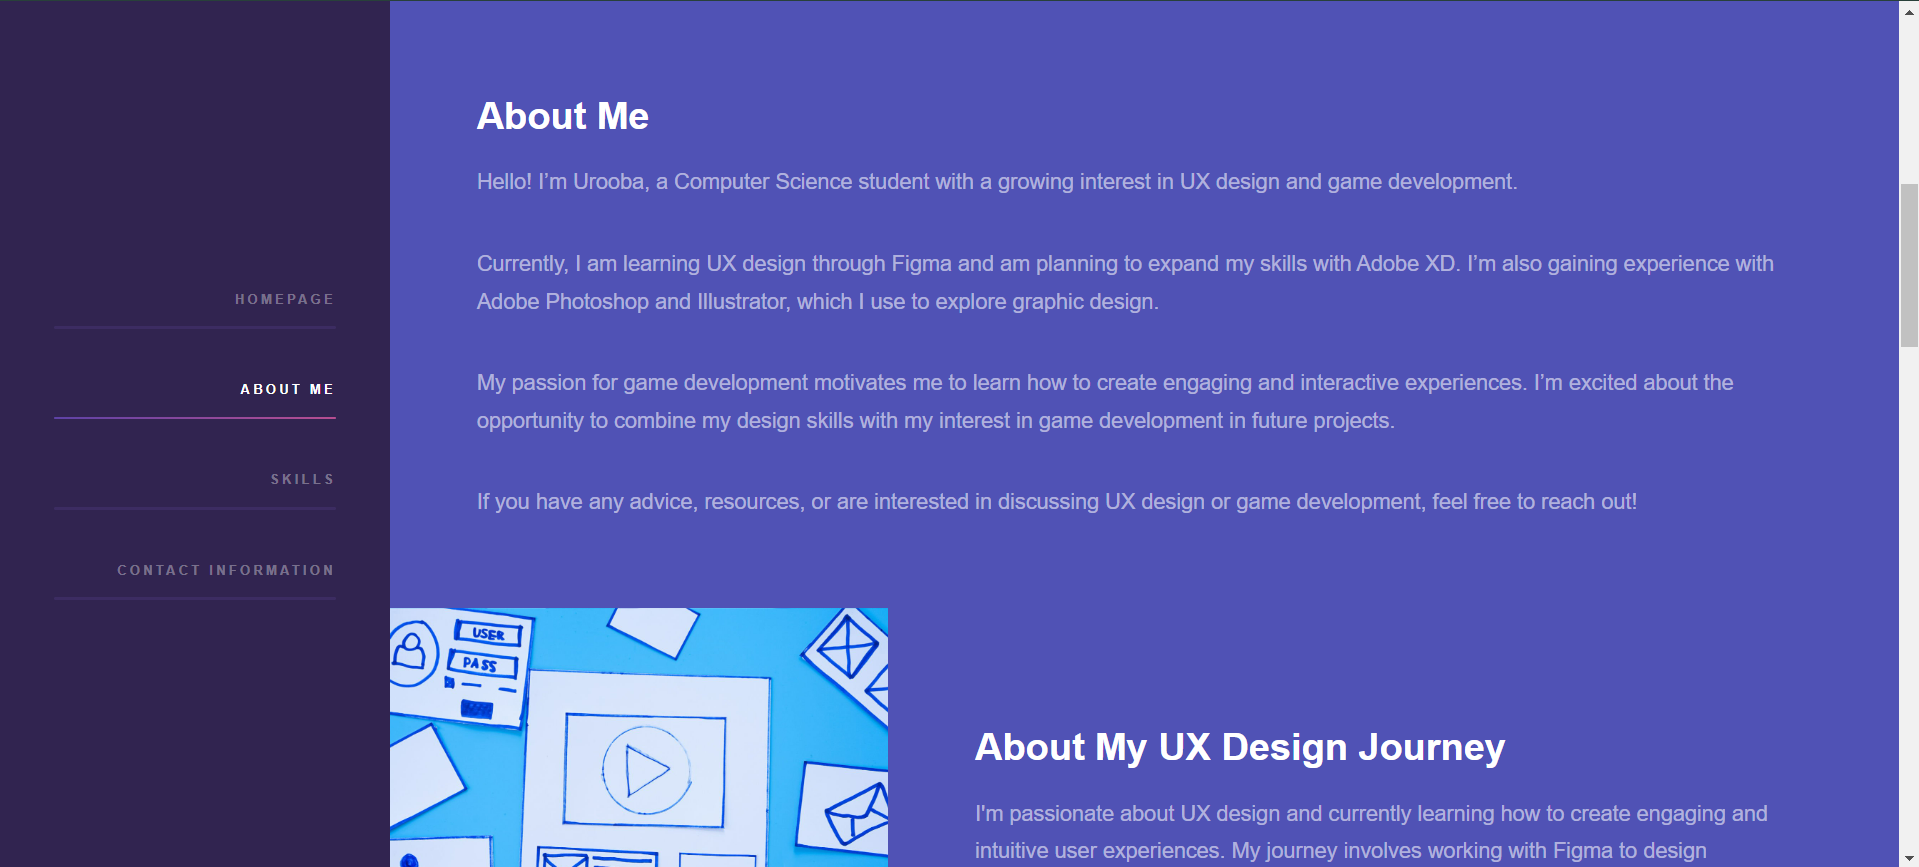 HOMEPAGE
ABOUT ME
SKILLS
CONTACT INFORMATION
About Me
Hello! I’m Urooba, a Computer Science student with a growing interest in UX design and game development.
Currently, I am learning UX design through Figma and am planning to expand my skills with Adobe XD. I’m also gaining experience with
Adobe Photoshop and Illustrator, which I use to explore graphic design.
My passion for game development motivates me to learn how to create engaging and interactive experiences. I’m excited about the
opportunity to combine my design skills with my interest in game development in future projects.
If you have any advice, resources, or are interested in discussing UX design or game development, feel free to reach out!
USER
PASS
About My UX Design Journey
I'm passionate about UX design and currently learning how to create engaging and
intuitive user experiences. My journey involves working with Figma to design